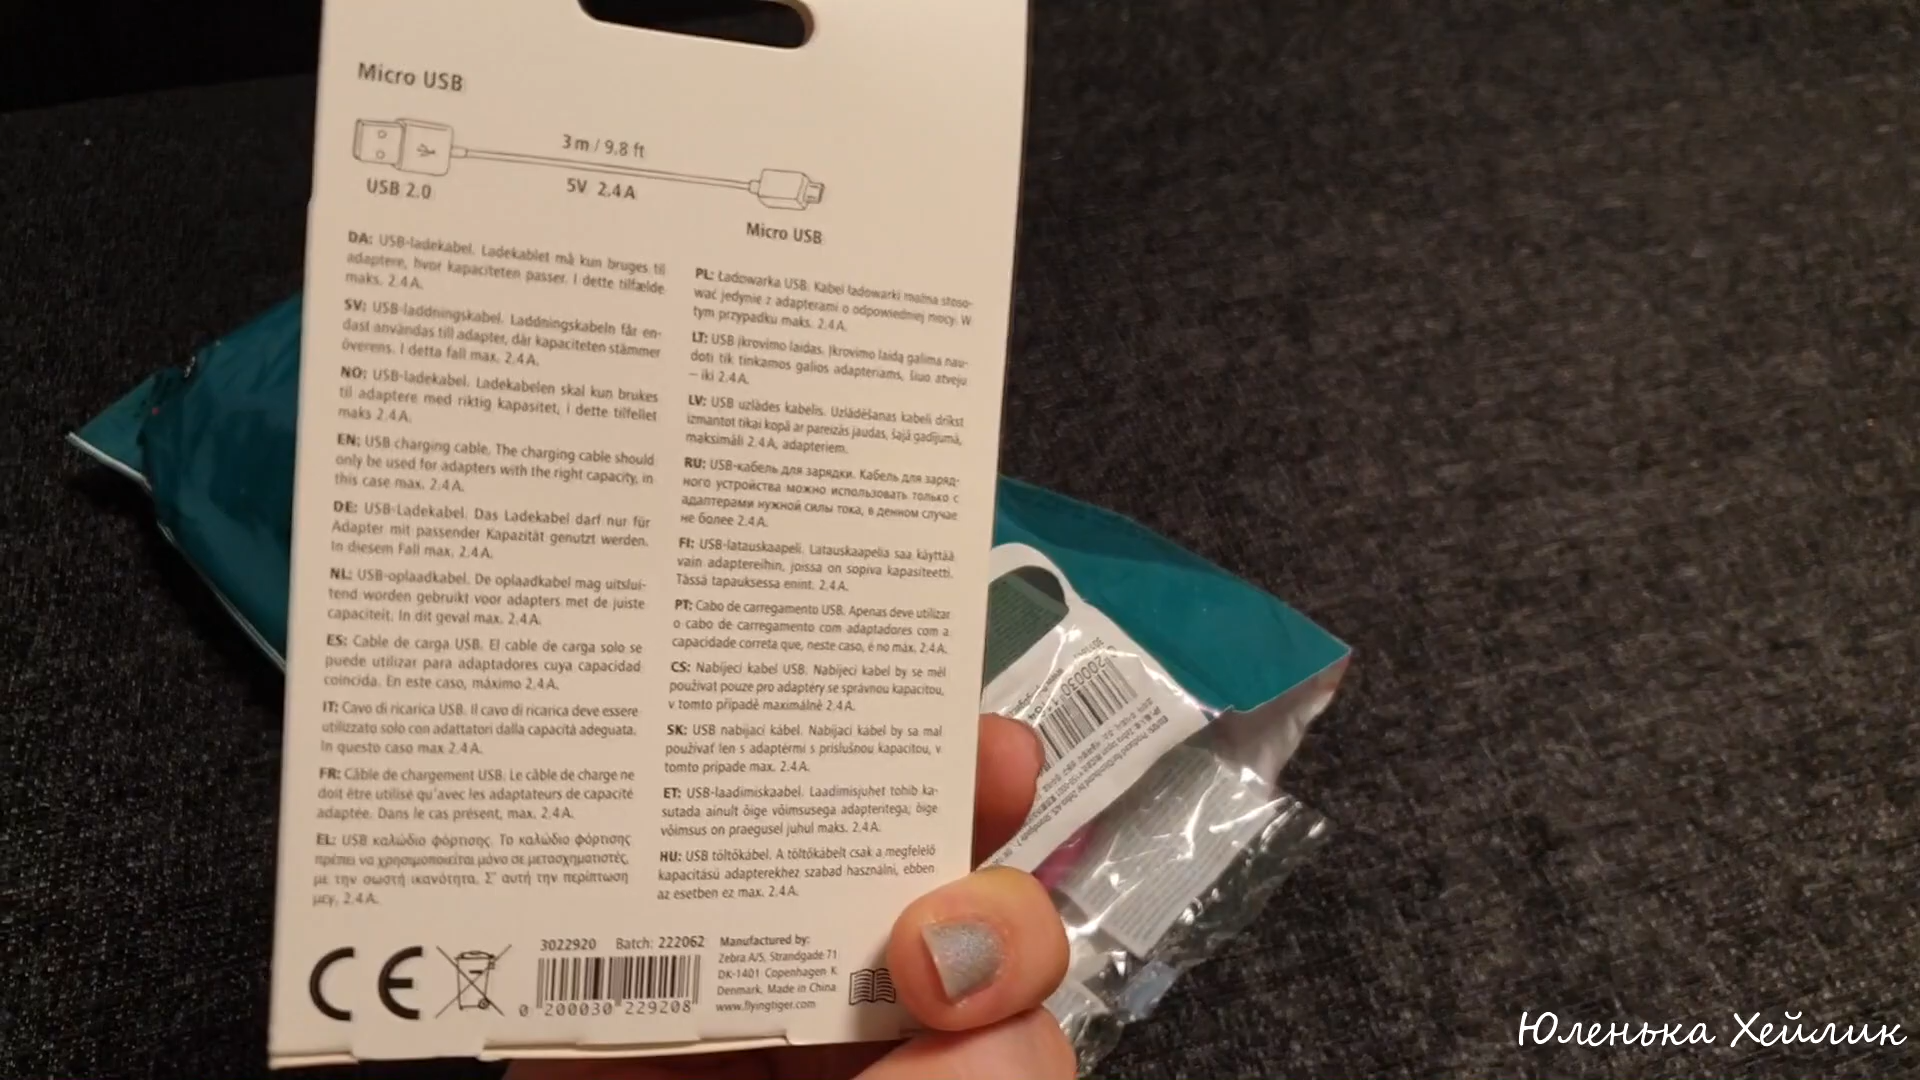 Micro USB
3 m / 9.8 ft
5V 2.4 A
USB 2.0
Micro USB
DA: USB-ladekabel. Ladekablet må kun bruges til
adaptere, hvor kapaciteten passer. I dette tilfælde
maks. 2.4 A.
SV: USB-laddningskabel. Laddningskabeln får en-
dast användas till adapter, där kapaciteten stämmer
överens. I detta fall max. 2.4 A.
NO: USB-ladekabel. Ladekabelen skal kun brukes
til adaptere med riktig kapasitet, i dette tilfellet
maks 2.4 A.
EN: USB charging cable. The charging cable should
only be used for adapters with the right capacity, in
this case max. 2.4 A.
DE: USB-Ladekabel. Das Ladekabel darf nur für
Adapter mit passender Kapazität genutzt werden.
In diesem Fall max. 2.4 A.
NL: USB-oplaadkabel. De oplaadkabel mag uitslui-
tend worden gebruikt voor adapters met de juiste
capaciteit. In dit geval max. 2.4 A.
ES: Cable de carga USB. El cable de carga solo se
puede utilizar para adaptadores cuya capacidad
coincida. En este caso, máximo 2.4 A.
IT: Cavo di ricarica USB. Il cavo di ricarica deve essere
utilizzato solo con adattatori dalla capacità adeguata.
In questo caso max 2.4 A.
FR: Câble de chargement USB. Le câble de charge ne
doit être utilisé qu'avec les adaptateurs de capacité
adaptée. Dans le cas présent, max. 2.4 A.
EL: USB καλώδιο φόρτισης. Το καλώδιο φόρτισης
πρέπει να χρησιμοποιείται μόνο σε μετασχηματιστές,
με την σωστή ικανότητα. Σ' αυτή την περίπτωση
μεγ. 2.4 A.
PL: Ładowarka USB. Kabel ładowarki można stoso-
wać jedynie z adapterami o odpowiedniej mocy. W
tym przypadku maks. 2.4 A.
LT: USB įkrovimo laidas. Įkrovimo laidą galima nau-
doti tik tinkamos galios adapteriams, šiuo atveju
– iki 2.4 A.
LV: USB uzlādes kabelis. Uzlādēšanas kabeli drīkst
izmantot tikai kopā ar pareizās jaudas, šajā gadījumā,
maksimāli 2.4 A, adapteriem.
RU: USB-кабель для зарядки. Кабель для заряд-
ного устройства можно использовать только с
адаптерами нужной силы тока, в денном случае
не более 2.4 A.
FI: USB-latauskaapeli. Latauskaapelia saa käyttää
vain adaptereihin, joissa on sopiva kapasiteetti.
Tässä tapauksessa enint. 2.4 A.
PT: Cabo de carregamento USB. Apenas deve utilizar
o cabo de carregamento com adaptadores com a
capacidade correta que, neste caso, é no máx. 2.4 A.
CS: Nabíjecí kabel USB. Nabíjecí kabel by se měl
používat pouze pro adaptéry se správnou kapacitou,
v tomto případě maximálně 2.4 A.
SK: USB nabíjací kábel. Nabíjací kábel by sa mal
používať len s adaptérmi s príslušnou kapacitou, v
tomto prípade max. 2.4 A.
ET: USB-laadimiskaabel. Laadimisjuhet tohib ka-
sutada ainult õige võimsusega adapteritega; õige
võimsus on praegusel juhul maks. 2.4 A.
HU: USB töltőkábel. A töltőkábelt csak a megfelelő
kapacitású adapterekhez szabad használni, ebben
az esetben ez max. 2.4 A.
CE
3022920 Batch: 222062
0 200030 229208
Manufactured by:
Zebra A/S, Strandgade 71
DK-1401 Copenhagen K
Denmark, Made in China
www.flyingtiger.com
Юленька Хейлик